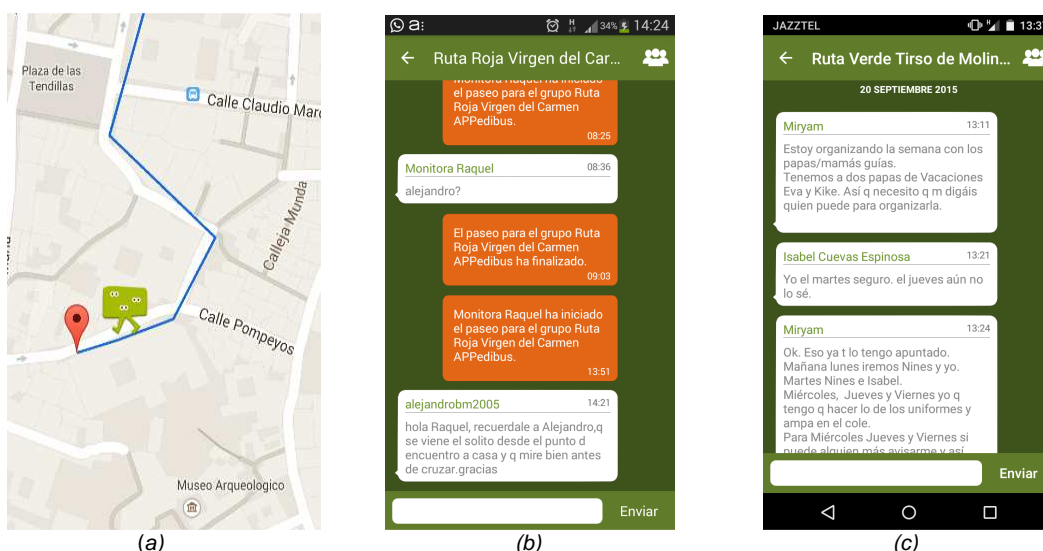 Plaza de las
Tendillas
Calle Claudio Marc
Calleja Munda
Calle Pompeyos
Museo Arqueologico
(a)
34% 14:24
Ruta Roja Virgen del Car...
Monitora Raquel ha iniciado
el paseo para el grupo Ruta
Roja Virgen del Carmen
APPedibus.
08:25
Monitora Raquel 08:36
alejandro?
El paseo para el grupo Ruta
Roja Virgen del Carmen
APPedibus ha finalizado.
09:03
Monitora Raquel ha iniciado
el paseo para el grupo Ruta
Roja Virgen del Carmen
APPedibus.
13:51
alejandrobm2005 14:21
hola Raquel, recuerdale a Alejandro,q
se viene el solito desde el punto d
encuentro a casa y q mire bien antes
de cruzar.gracias
Enviar
(b)
JAZZTEL 13:3
Ruta Verde Tirso de Molin...
20 SEPTIEMBRE 2015
Miryam 13:11
Estoy organizando la semana con los
papas/mamás guías.
Tenemos a dos papas de Vacaciones
Eva y Kike. Así q necesito q m digáis
quien puede para organizarla.
Isabel Cuevas Espinosa 13:21
Yo el martes seguro. el jueves aún no
lo sé.
Miryam 13:24
Ok. Eso ya t lo tengo apuntado.
Mañana lunes iremos Nines y yo.
Martes Nines e Isabel.
Miércoles, Jueves y Viernes yo q
tengo q hacer lo de los uniformes y
ampa en el cole.
Para Miércoles Jueves y Viernes si
puede alguien más avisarme y así
Enviar
(c)